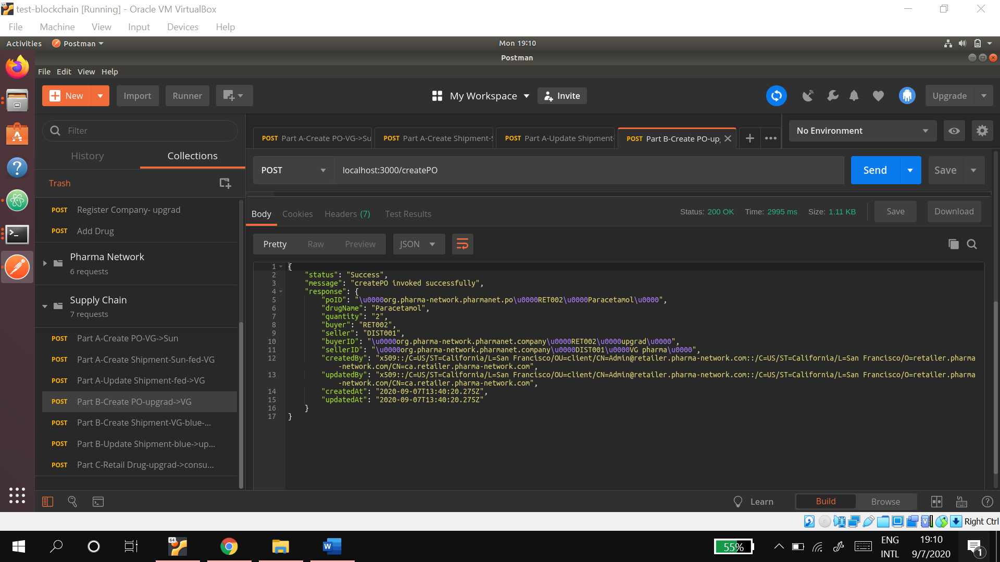 test-blockchain [Running] - Oracle VM VirtualBox
File Machine View Input Devices Help
Activities Postman Mon 19:10
Postman
File Edit View Help
New Import Runner My Workspace Invite Upgrade
Filter
History Collections
Trash
POST Register Company- upgrad
POST Add Drug
Pharma Network
6 requests
Supply Chain
7 requests
POST Part A-Create PO-VG->Sun
POST Part A-Create Shipment-Sun-fed-VG
POST Part A-Update Shipment-fed->VG
POST Part B-Create PO-upgrad->VG
POST Part B-Create Shipment-VG-blue-...
POST Part B-Update Shipment-blue->up...
POST Part C-Retail Drug-upgrad->consu...
POST Part A-Create PO-VG->Su POST Part A-Create Shipment-S POST Part A-Update Shipment- POST Part B-Create PO-up
No Environment
POST localhost:3000/createPO Send Save
Body Cookies Headers (7) Test Results Status: 200 OK Time: 2995 ms Size: 1.11 KB Save Download
Pretty Raw Preview JSON
1 {
2 "status": "Success",
3 "message": "createPO invoked successfully",
4 "response": {
5 "poID": "\u0000org.pharma-network.pharmanet.po\u0000RET002\u0000Paracetamol\u0000",
6 "drugName": "Paracetamol",
7 "quantity": "2",
8 "buyer": "RET002",
9 "seller": "DIST001",
10 "buyerID": "\u0000org.pharma-network.pharmanet.company\u0000RET002\u0000upgrad\u0000",
11 "sellerID": "\u0000org.pharma-network.pharmanet.company\u0000DIST001\u0000VG pharma\u0000",
12 "createdBy": "x509::/C=US/ST=California/L=San Francisco/OU=client/CN=Admin@retailer.pharma-network.com::/C=US/ST=California/L=San Francisco/O=retailer.pharma
-network.com/CN=ca.retailer.pharma-network.com",
13 "updatedBy": "x509::/C=US/ST=California/L=San Francisco/OU=client/CN=Admin@retailer.pharma-network.com::/C=US/ST=California/L=San Francisco/O=retailer.pharma
-network.com/CN=ca.retailer.pharma-network.com",
14 "createdAt": "2020-09-07T13:40:20.275Z",
15 "updatedAt": "2020-09-07T13:40:20.275Z"
16 }
17 }
Learn Build Browse
Right Ctrl
64
55%
ENG
INTL
19:10
9/7/2020
1